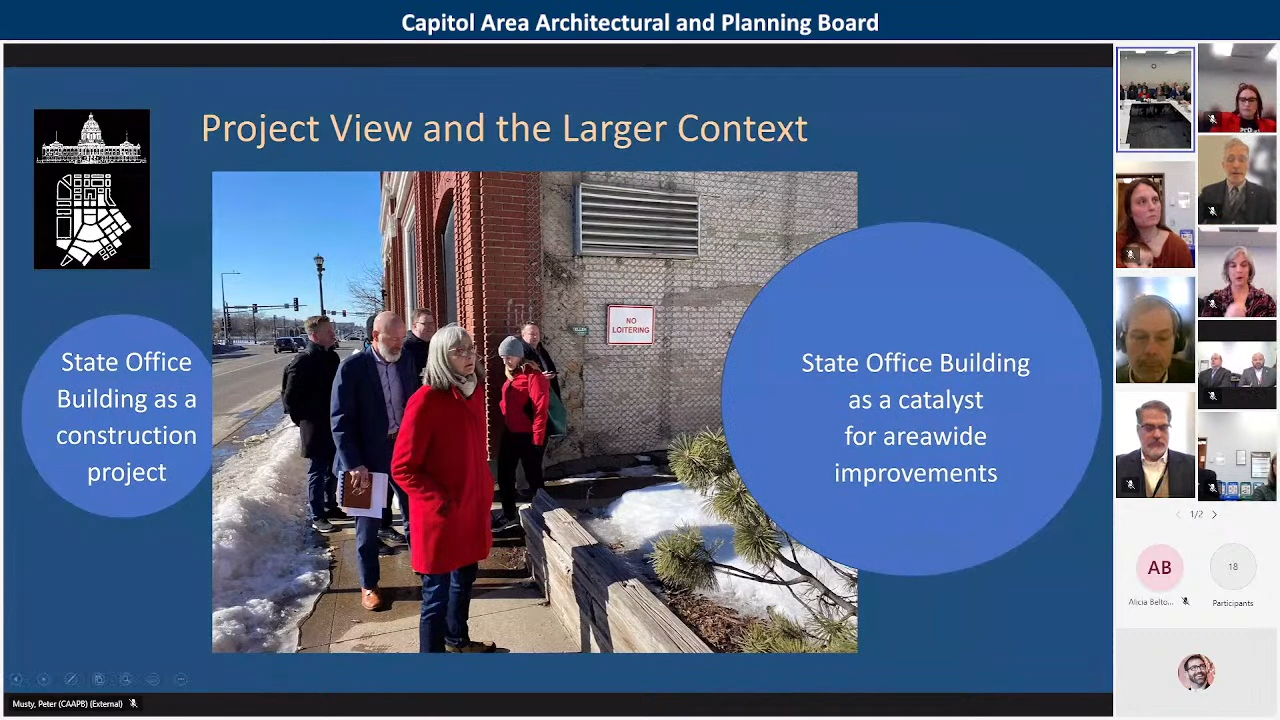 Capitol Area Architectural and Planning Board
Project View and the Larger Context
State Office
Building as a
construction
project
NO
LOITERING
State Office Building
as a catalyst
for areawide
improvements
1/2
AB
18
Alicia Belto...
Participants
Musty, Peter (CAAPB) (External)